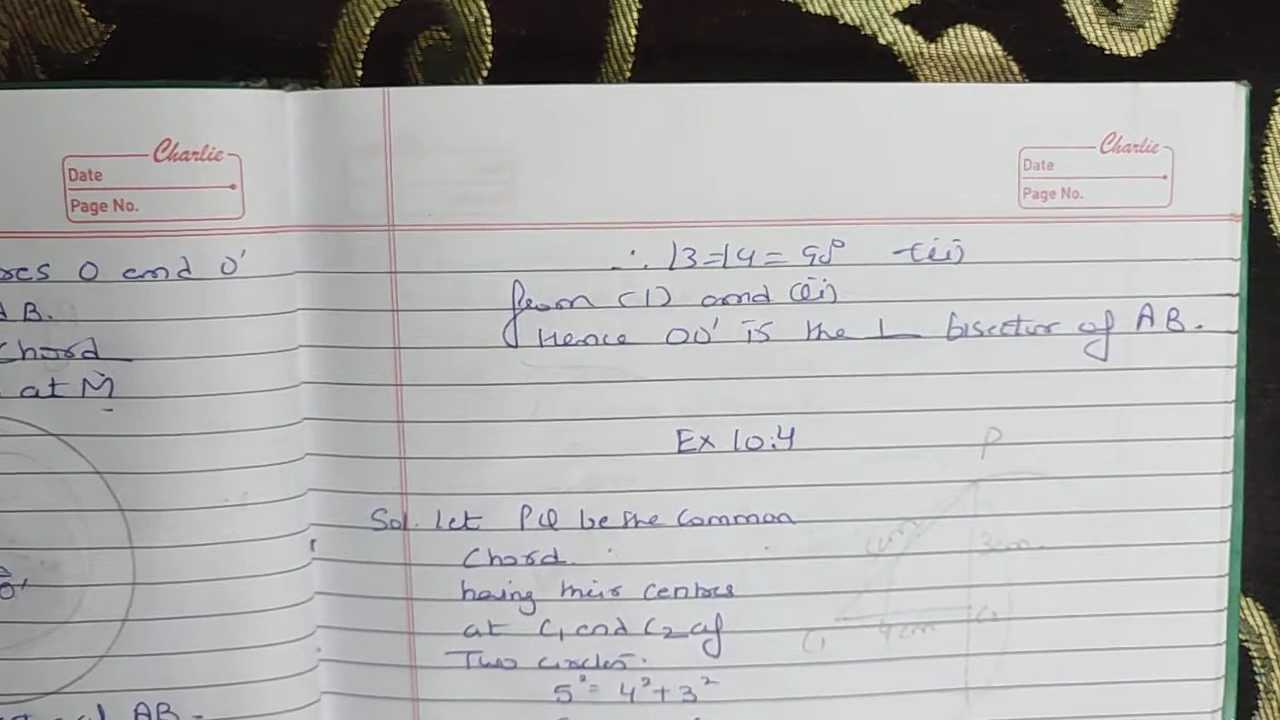 Charlie
Date
Page No.
res O and O'
d B.
Chord
at M
O'
AB.
Charlie
Date
Page No.
∴ ∠3=∠4=90° -(ii)
from (1) and (ii)
Hence OO' is the ⊥ bisector of AB.
Ex 10.4
P
Sol. Let PQ be the Common
Chord.
3cm
having their centres
at C₁ and C₂ of
C₁ 4cm C₂
Two circles.
5² = 4² + 3²